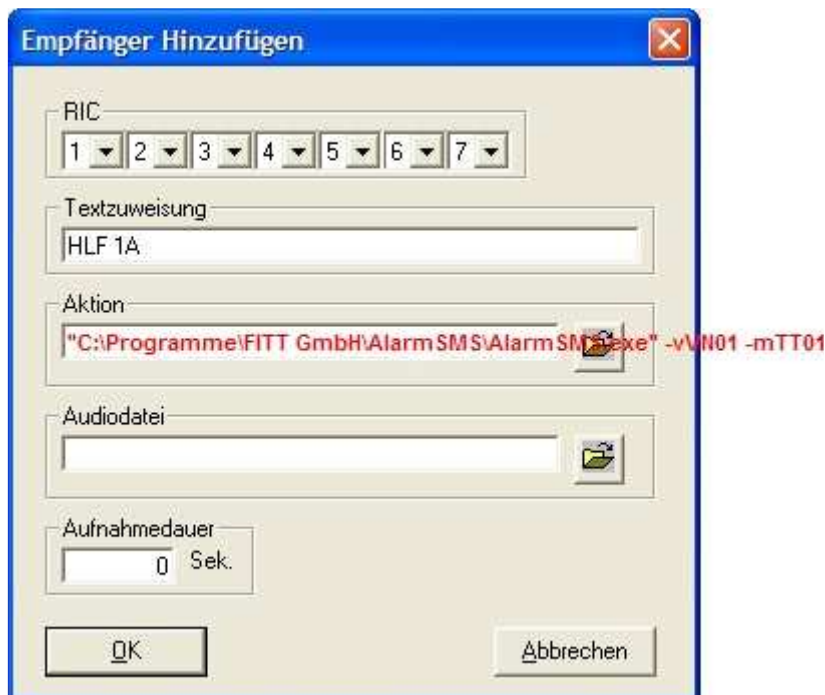 Empfänger Hinzufügen
RIC
1 2 3 4 5 6 7
Textzuweisung
HLF 1A
Aktion
"C:\Programme\FITT GmbH\AlarmSMS\AlarmSMS.exe" -vVN01 -mTT01
Audiodatei
Aufnahmedauer
0 Sek.
OK Abbrechen